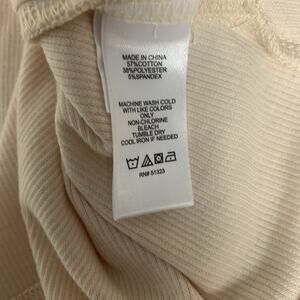 MADE IN CHINA
57%COTTON
38%POLYESTER
5%SPANDEX
MACHINE WASH COLD
WITH LIKE COLORS
ONLY
NON-CHLORINE
BLEACH
TUMBLE DRY
COOL IRON IF NEEDED
RN# 51323